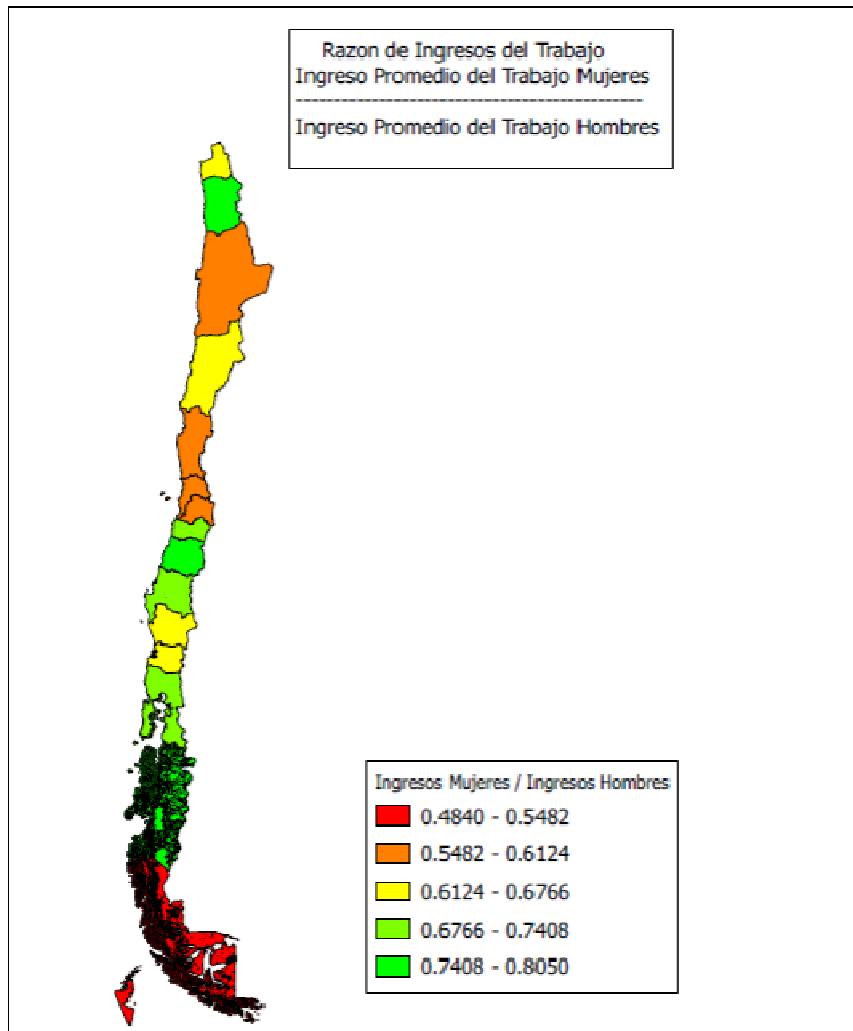 Razon de Ingresos del Trabajo
Ingreso Promedio del Trabajo Mujeres
----------------------------------------------
Ingreso Promedio del Trabajo Hombres
Ingresos Mujeres / Ingresos Hombres
0.4840 - 0.5482
0.5482 - 0.6124
0.6124 - 0.6766
0.6766 - 0.7408
0.7408 - 0.8050